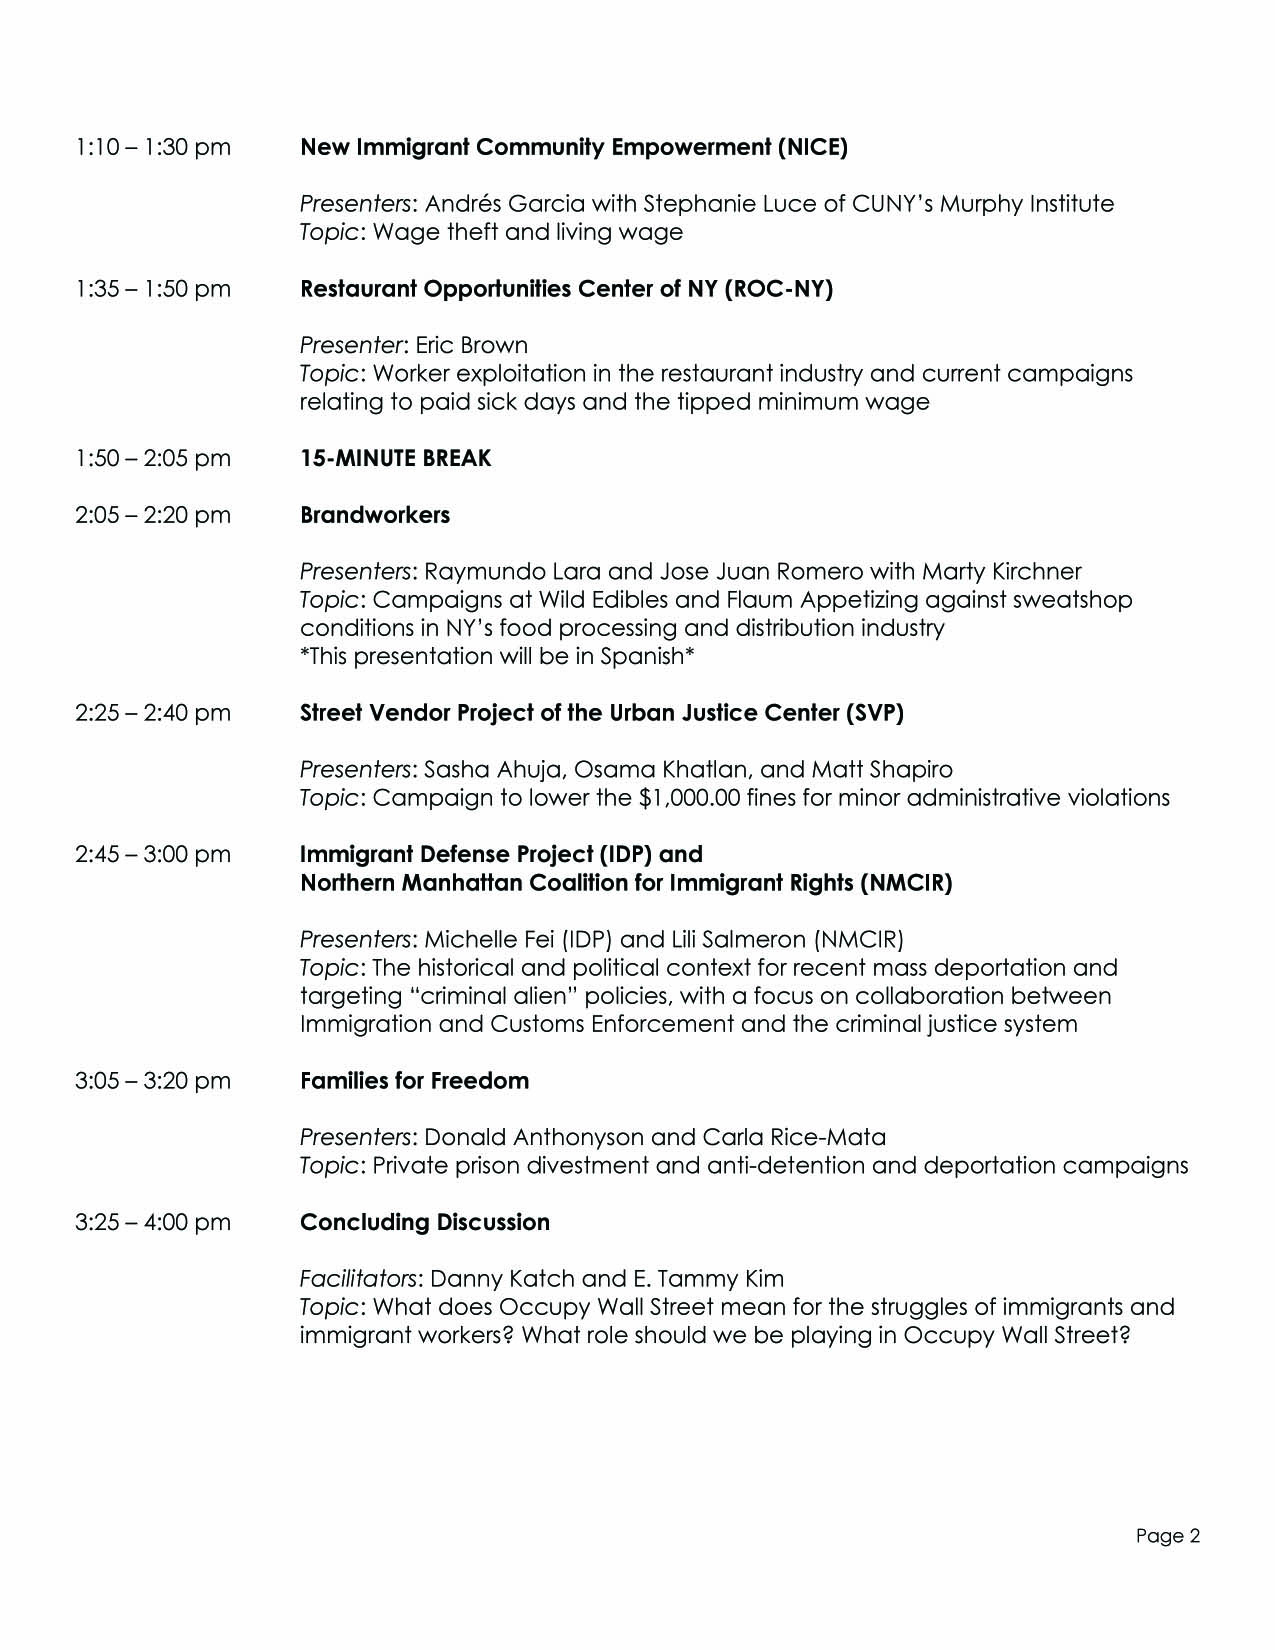 1:10 – 1:30 pm New Immigrant Community Empowerment (NICE)
Presenters: Andrés Garcia with Stephanie Luce of CUNY’s Murphy Institute
Topic: Wage theft and living wage
1:35 – 1:50 pm Restaurant Opportunities Center of NY (ROC-NY)
Presenter: Eric Brown
Topic: Worker exploitation in the restaurant industry and current campaigns
relating to paid sick days and the tipped minimum wage
1:50 – 2:05 pm 15-MINUTE BREAK
2:05 – 2:20 pm Brandworkers
Presenters: Raymundo Lara and Jose Juan Romero with Marty Kirchner
Topic: Campaigns at Wild Edibles and Flaum Appetizing against sweatshop
conditions in NY’s food processing and distribution industry
*This presentation will be in Spanish*
2:25 – 2:40 pm Street Vendor Project of the Urban Justice Center (SVP)
Presenters: Sasha Ahuja, Osama Khatlan, and Matt Shapiro
Topic: Campaign to lower the $1,000.00 fines for minor administrative violations
2:45 – 3:00 pm Immigrant Defense Project (IDP) and
Northern Manhattan Coalition for Immigrant Rights (NMCIR)
Presenters: Michelle Fei (IDP) and Lili Salmeron (NMCIR)
Topic: The historical and political context for recent mass deportation and
targeting “criminal alien” policies, with a focus on collaboration between
Immigration and Customs Enforcement and the criminal justice system
3:05 – 3:20 pm Families for Freedom
Presenters: Donald Anthonyson and Carla Rice-Mata
Topic: Private prison divestment and anti-detention and deportation campaigns
3:25 – 4:00 pm Concluding Discussion
Facilitators: Danny Katch and E. Tammy Kim
Topic: What does Occupy Wall Street mean for the struggles of immigrants and
immigrant workers? What role should we be playing in Occupy Wall Street?
Page 2